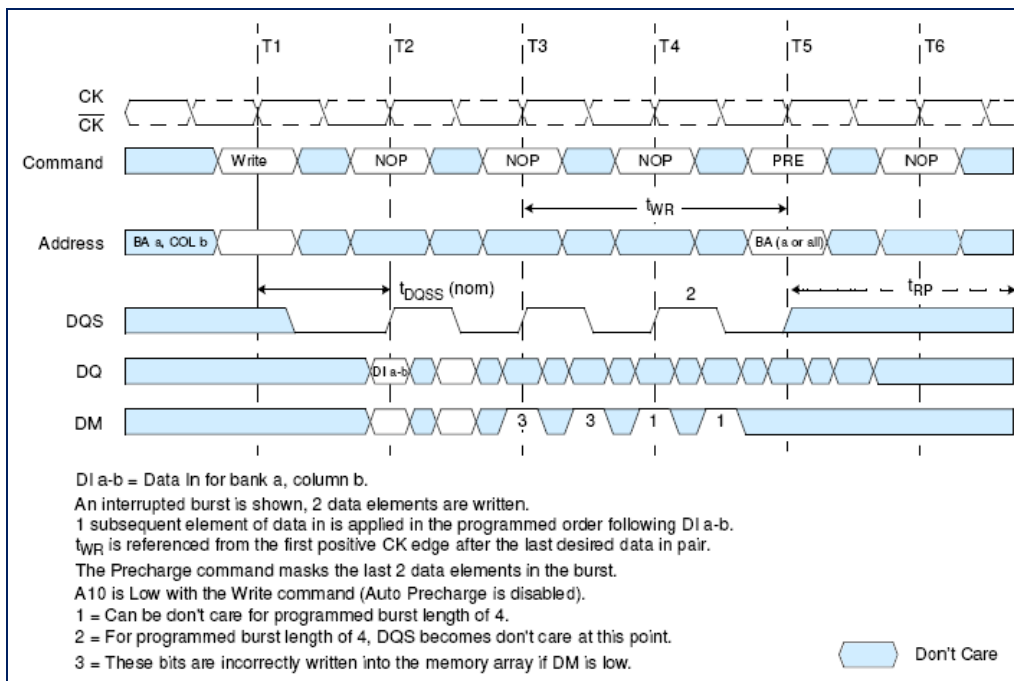 T1 T2 T3 T4 T5 T6
CK
CK
Command Write NOP NOP NOP PRE NOP
tWR
Address BA a, COL b BA (a or all)
tDQSS (nom) 2 tRP
DQS
DQ DI a-b
DM 3 3 1 1
DI a-b = Data In for bank a, column b.
An interrupted burst is shown, 2 data elements are written.
1 subsequent element of data in is applied in the programmed order following DI a-b.
tWR is referenced from the first positive CK edge after the last desired data in pair.
The Precharge command masks the last 2 data elements in the burst.
A10 is Low with the Write command (Auto Precharge is disabled).
1 = Can be don't care for programmed burst length of 4.
2 = For programmed burst length of 4, DQS becomes don't care at this point.
3 = These bits are incorrectly written into the memory array if DM is low.
Don't Care